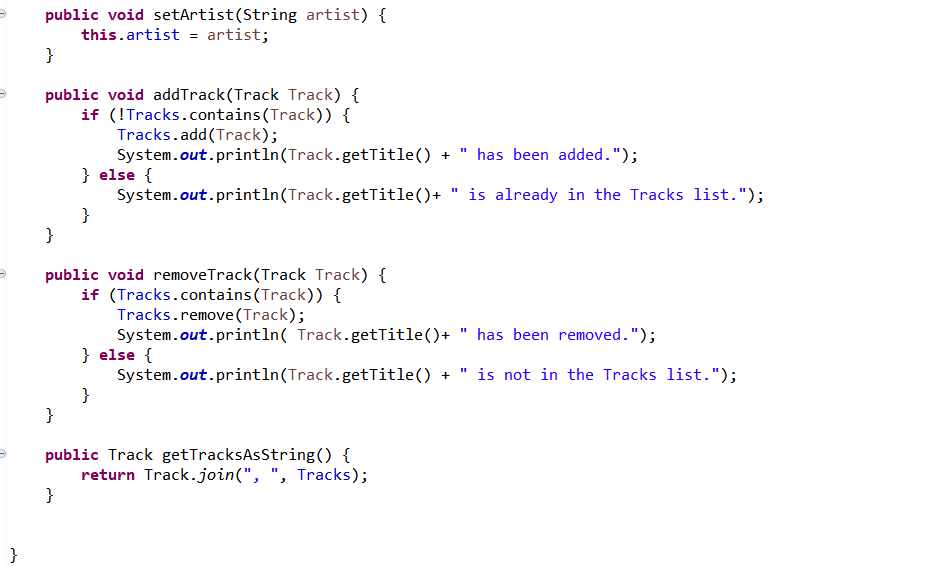 public void setArtist(String artist) {
this.artist = artist;
}
public void addTrack(Track Track) {
if (!Tracks.contains(Track)) {
Tracks.add(Track);
System.out.println(Track.getTitle() + " has been added.");
} else {
System.out.println(Track.getTitle()+ " is already in the Tracks list.");
}
}
public void removeTrack(Track Track) {
if (Tracks.contains(Track)) {
Tracks.remove(Track);
System.out.println( Track.getTitle()+ " has been removed.");
} else {
System.out.println(Track.getTitle() + " is not in the Tracks list.");
}
}
public Track getTracksAsString() {
return Track.join(", ", Tracks);
}
}